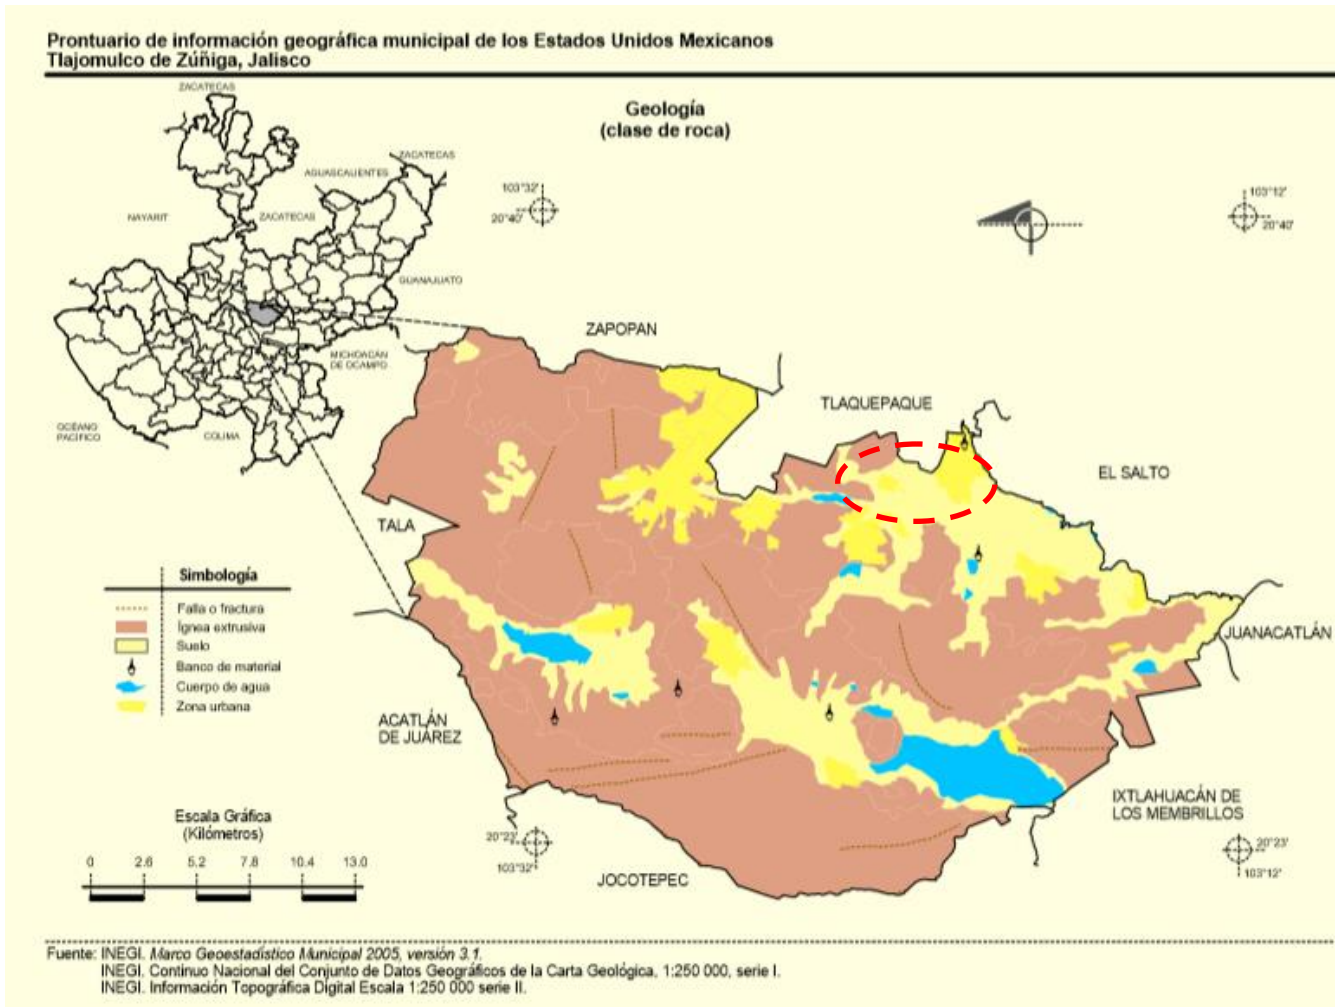 Prontuario de información geográfica municipal de los Estados Unidos Mexicanos
Tlajomulco de Zúñiga, Jalisco
Geología
(clase de roca)
ZACATECAS
ZACATECAS
AGUASCALIENTES
NAYARIT
ZACATECAS
GUANAJUATO
MICHOACÁN
DE OCAMPO
OCÉANO
PACÍFICO
COLIMA
103°32'
20°40'
103°12'
20°40'
ZAPOPAN
TLAQUEPAQUE
EL SALTO
TALA
JUANACATLÁN
ACATLÁN
DE JUÁREZ
IXTLAHUACÁN DE
LOS MEMBRILLOS
JOCOTEPEC
20°23'
103°32'
20°23'
103°12'
Simbología
Falla o fractura
Ígnea extrusiva
Suelo
Banco de material
Cuerpo de agua
Zona urbana
Escala Gráfica
(Kilómetros)
0 2.6 5.2 7.8 10.4 13.0
Fuente: INEGI. Marco Geoestadístico Municipal 2005, versión 3.1.
INEGI. Continuo Nacional del Conjunto de Datos Geográficos de la Carta Geológica, 1:250 000, serie I.
INEGI. Información Topográfica Digital Escala 1:250 000 serie II.